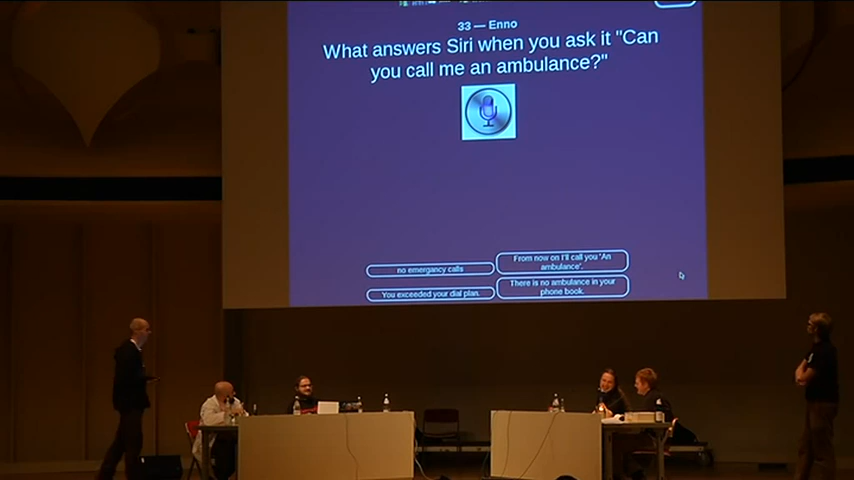 33 — Enno
What answers Siri when you ask it "Can
you call me an ambulance?"
no emergancy calls
From now on I'll call you 'An
ambulance'.
You exceeded your dial plan.
There is no ambulance in your
phone book.